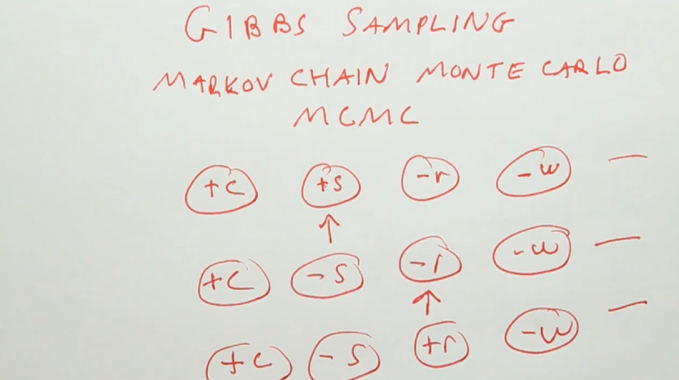 GIBBS SAMPLING
MARKOV CHAIN MONTE CARLO
MCMC
+c +s -r -w
+c -s -r -w
+c -s +r -w